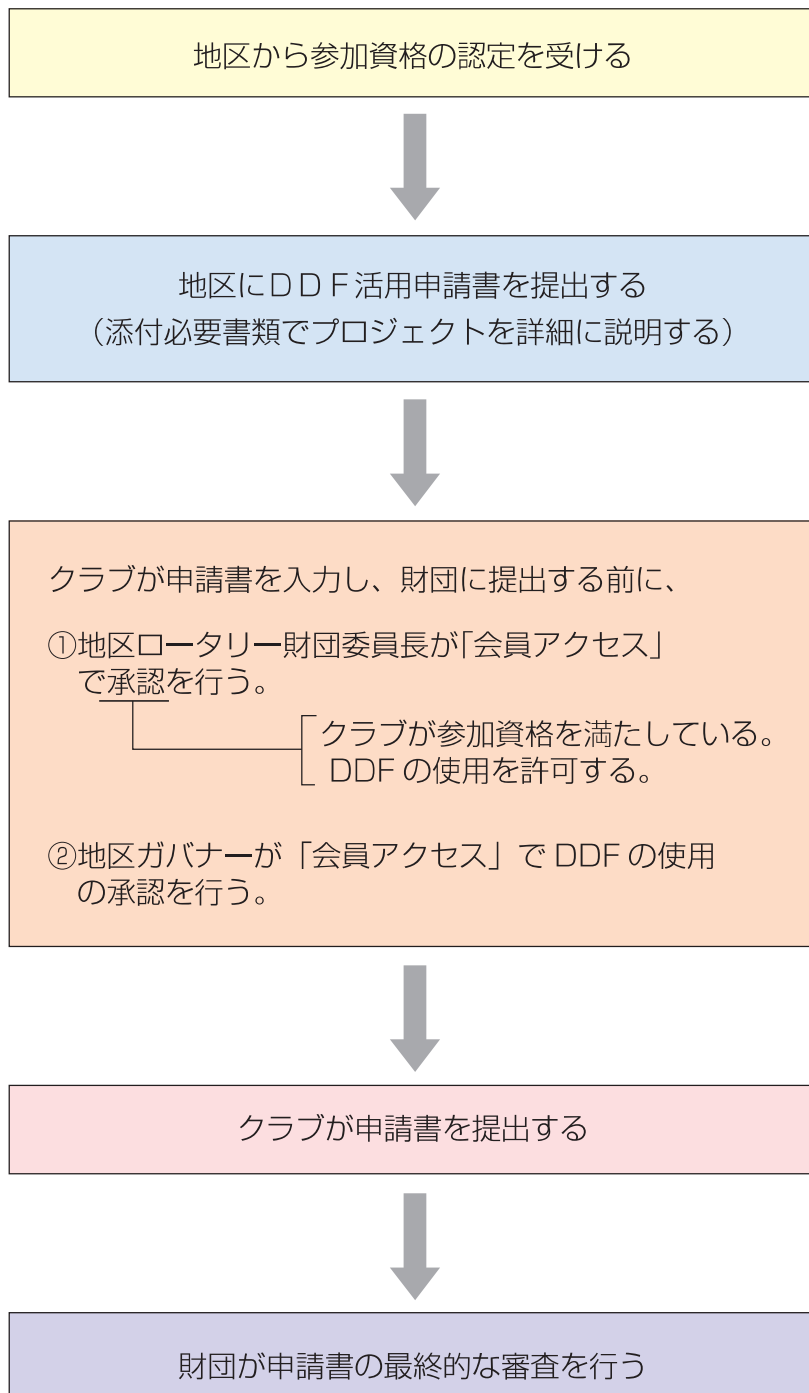 地区から参加資格の認定を受ける
地区にＤＤＦ活用申請書を提出する
（添付必要書類でプロジェクトを詳細に説明する）
クラブが申請書を入力し、財団に提出する前に、
①地区ロータリー財団委員長が「会員アクセス」
で承認を行う。
クラブが参加資格を満たしている。
DDF の使用を許可する。
②地区ガバナーが「会員アクセス」で DDF の使用
の承認を行う。
クラブが申請書を提出する
財団が申請書の最終的な審査を行う